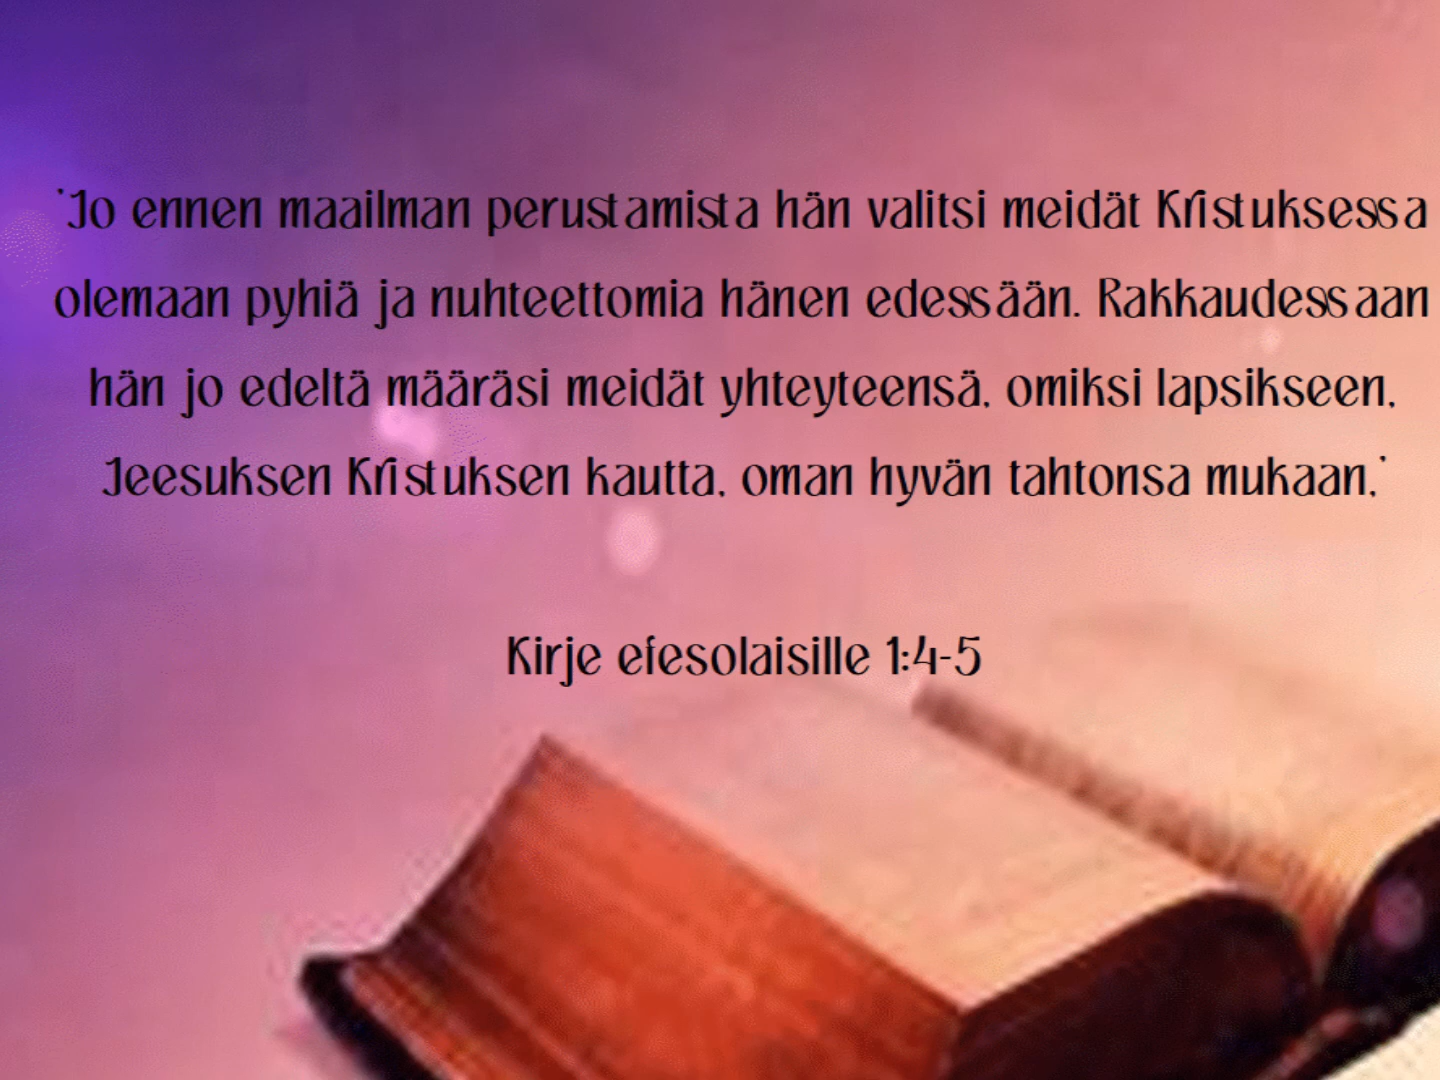 'Jo ennen maailman perustamista hän valitsi meidät Kristuksessa
olemaan pyhiä ja nuhteettomia hänen edessään. Rakkaudessaan
hän jo edeltä määräsi meidät yhteyteensä, omiksi lapsikseen,
Jeesuksen Kristuksen kautta, oman hyvän tahtonsa mukaan,'
Kirje efesolaisille 1:4-5